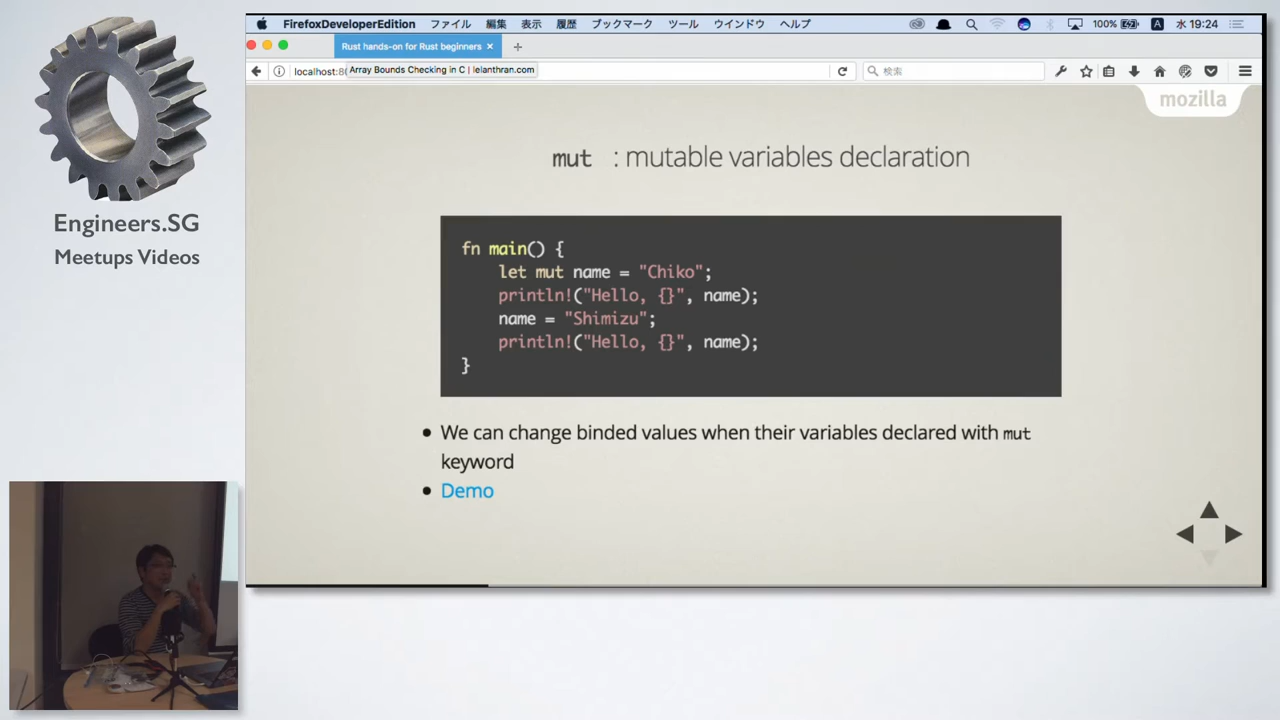 FirefoxDeveloperEdition ファイル 編集 表示 履歴 ブックマーク ツール ウインドウ ヘルプ 100% A 水 19:24
Rust hands-on for Rust beginners × +
localhost:8 Array Bounds Checking in C | lelanthran.com 検索
mozilla
mut : mutable variables declaration
fn main() {
let mut name = "Chiko";
println!("Hello, {}", name);
name = "Shimizu";
println!("Hello, {}", name);
}
• We can change binded values when their variables declared with mut
keyword
• Demo
Engineers.SG
Meetups Videos